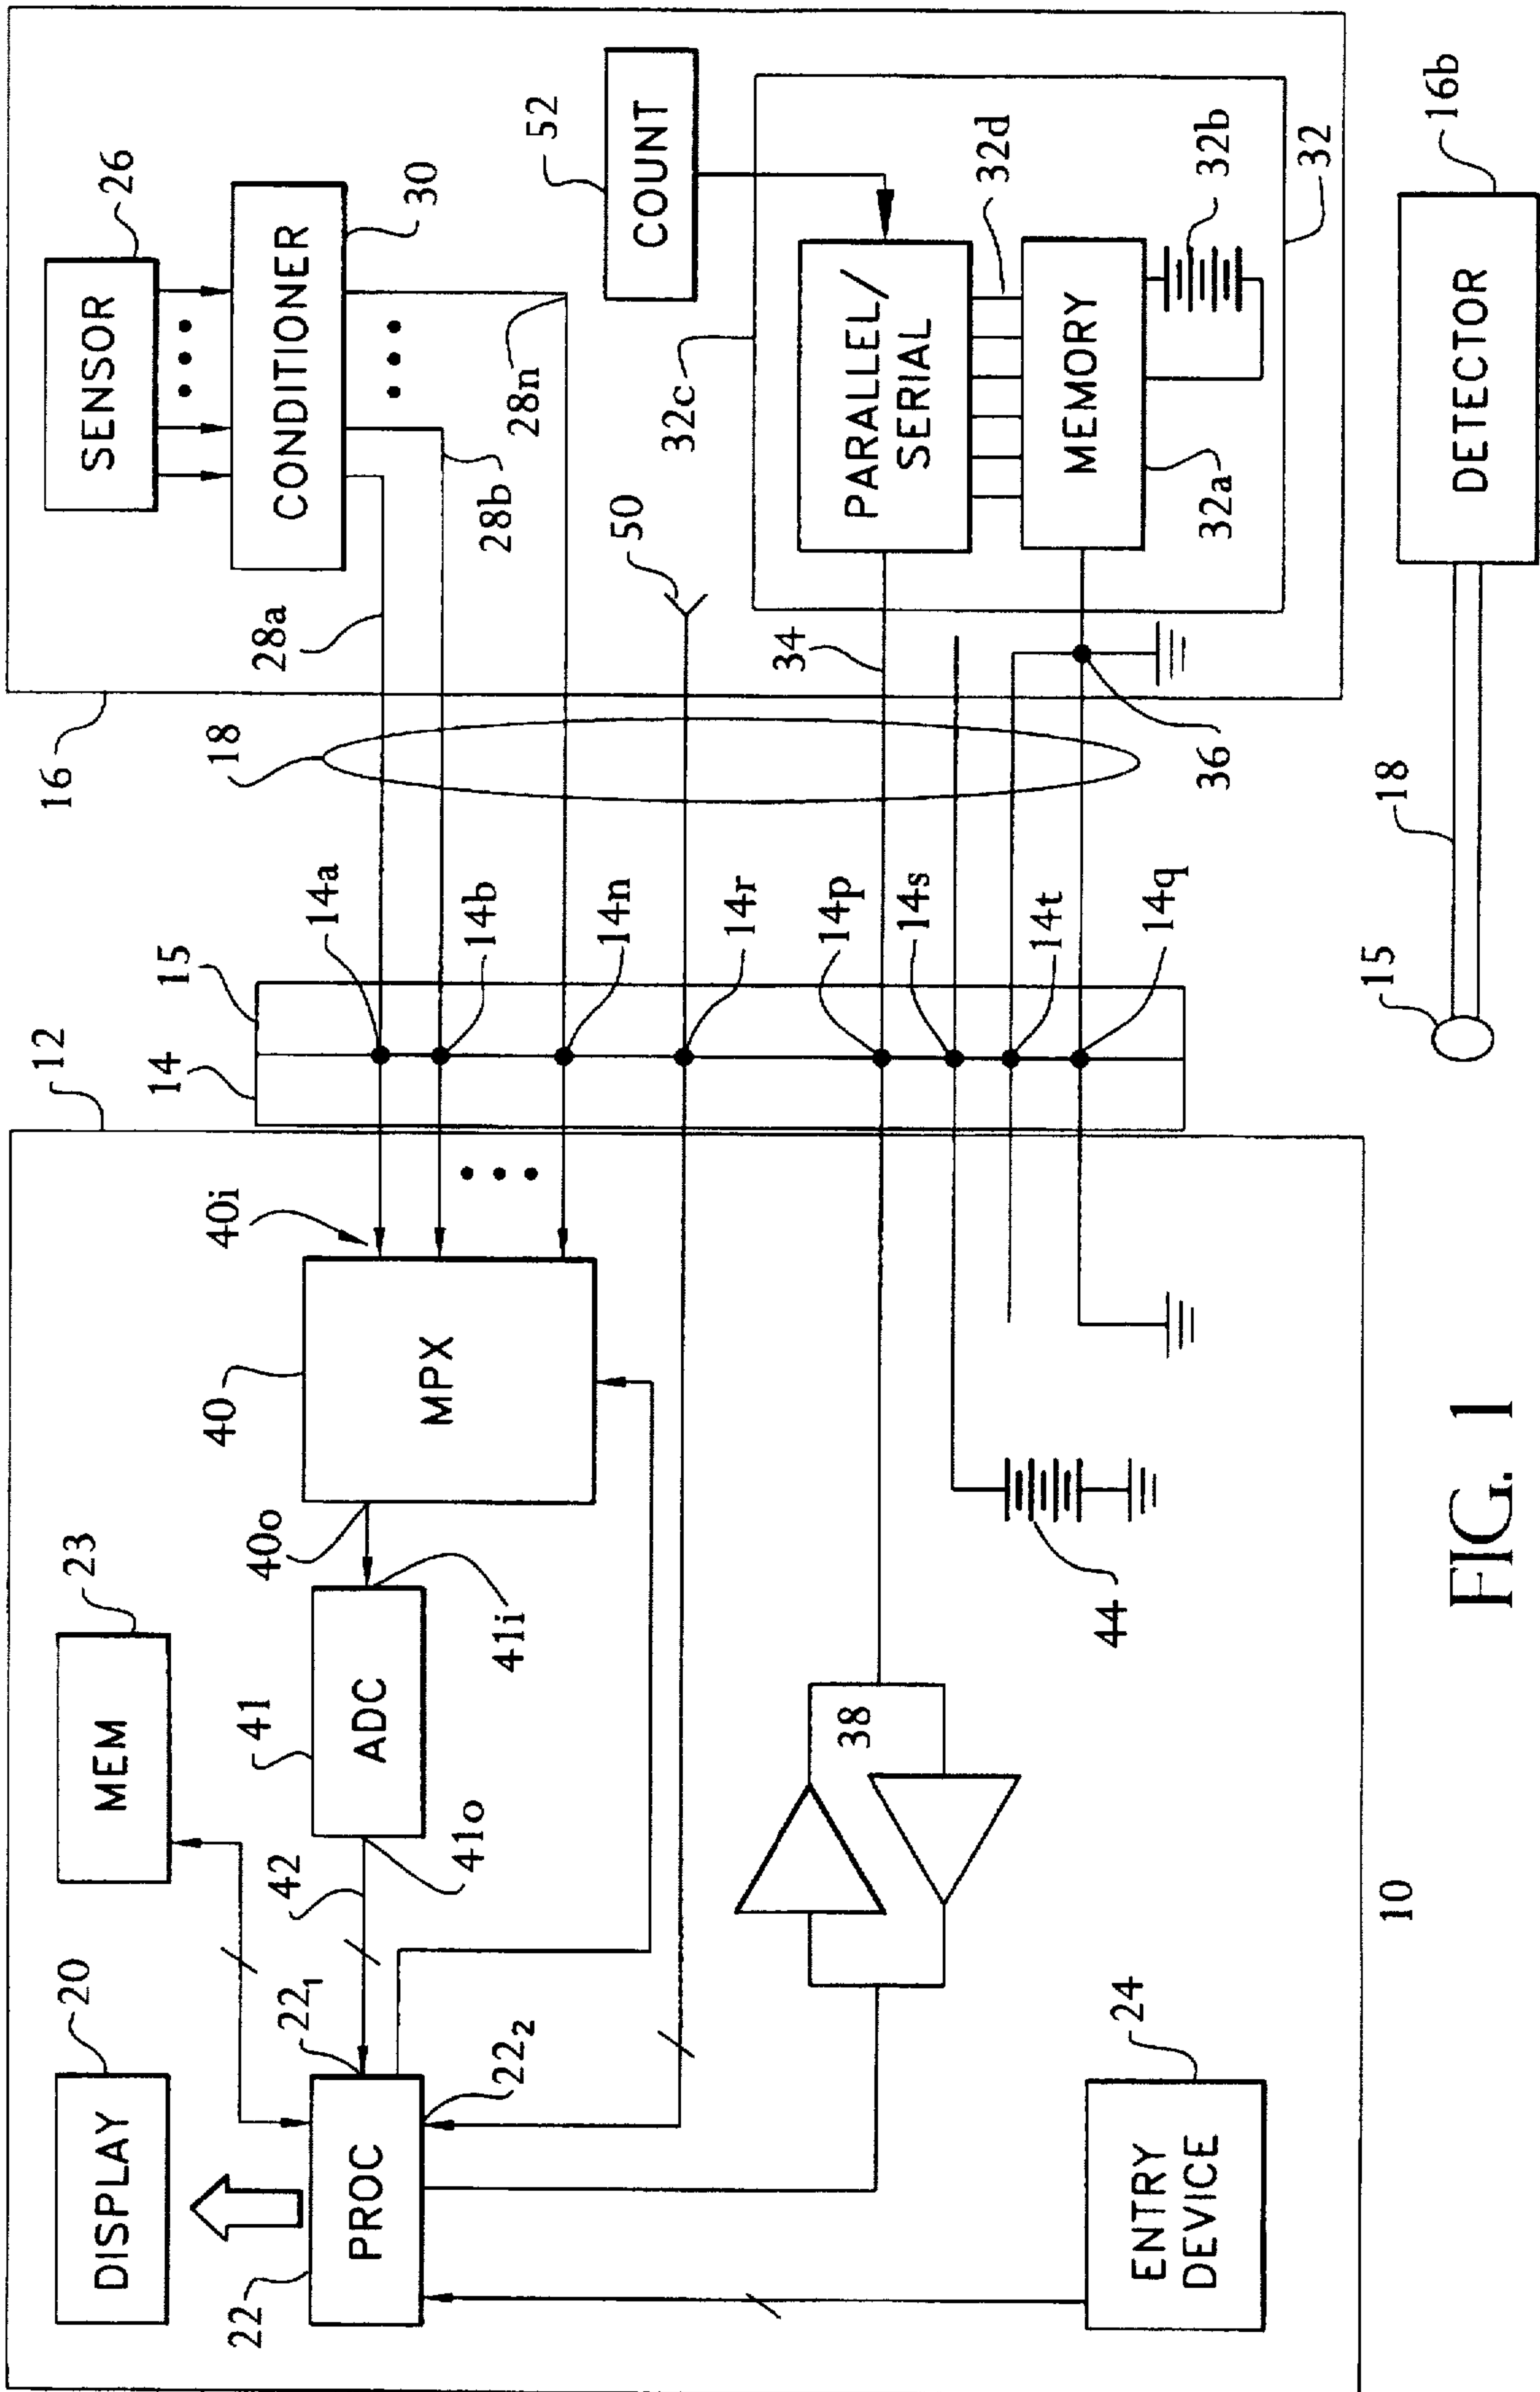 20
DISPLAY
23
MEM
12
16
SENSOR
26
22
PROC
22₁
22₂
42
41
ADC
41o
41i
40o
40
MPX
40i
14
15
14a
14b
14n
14r
14p
14s
14t
14q
18
28a
28b
28n
CONDITIONER
30
50
COUNT
52
38
44
34
36
32c
PARALLEL/
SERIAL
32d
MEMORY
32a
32b
32
ENTRY
DEVICE
24
10
15
18
DETECTOR
16b
FIG. 1